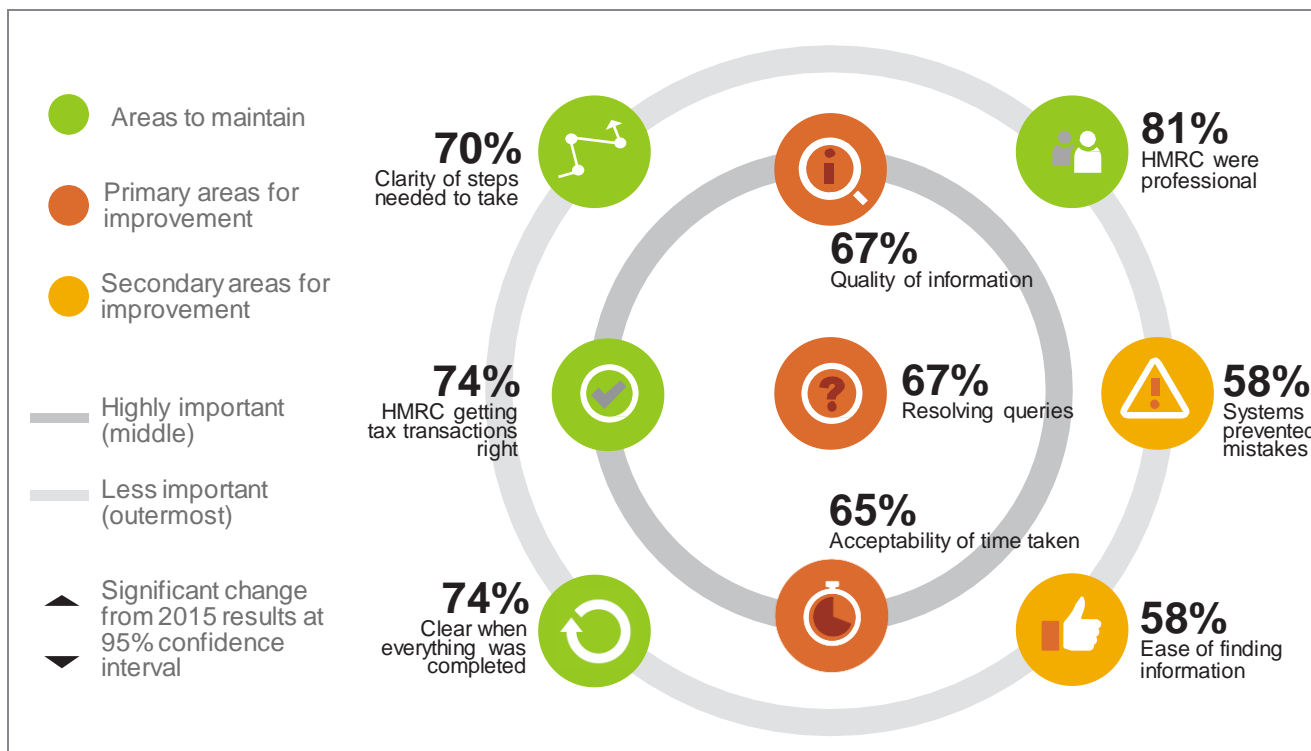 Areas to maintain
Primary areas for
improvement
Secondary areas for
improvement
Highly important
(middle)
Less important
(outermost)
Significant change
from 2015 results at
95% confidence
interval
70%
Clarity of steps
needed to take
81%
HMRC were
professional
67%
Quality of information
74%
HMRC getting
tax transactions
right
67%
Resolving queries
58%
Systems
prevented
mistakes
65%
Acceptability of time taken
74%
Clear when
everything was
completed
58%
Ease of finding
information